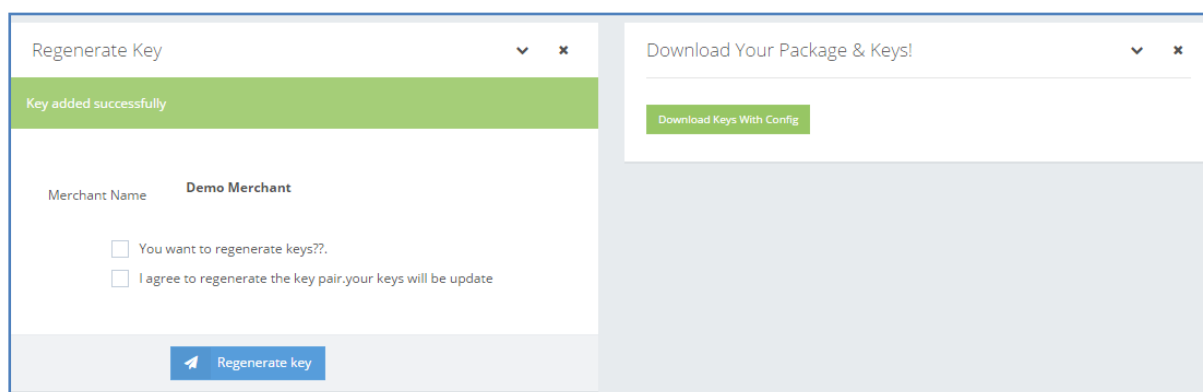 Regenerate Key
Key added successfully
Merchant Name
Demo Merchant
You want to regenerate keys??.
I agree to regenerate the key pair.your keys will be update
Regenerate key
Download Your Package & Keys!
Download Keys With Config